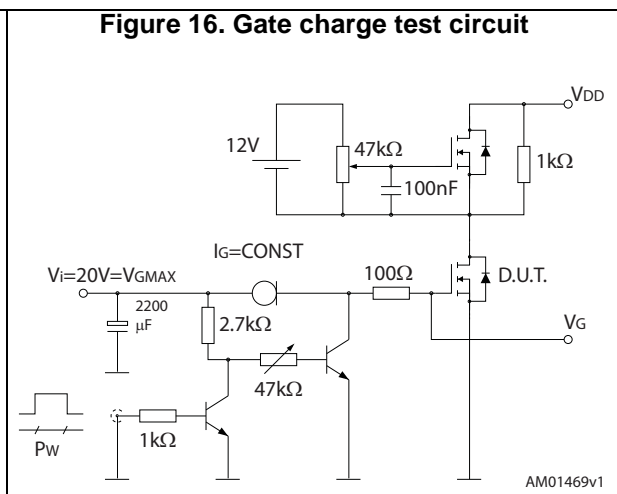 Figure 16. Gate charge test circuit
VDD
12V
47kΩ
1kΩ
100nF
IG=CONST
Vi=20V=VGMAX
100Ω
D.U.T.
2200
μF
2.7kΩ
VG
47kΩ
1kΩ
PW
AM01469v1